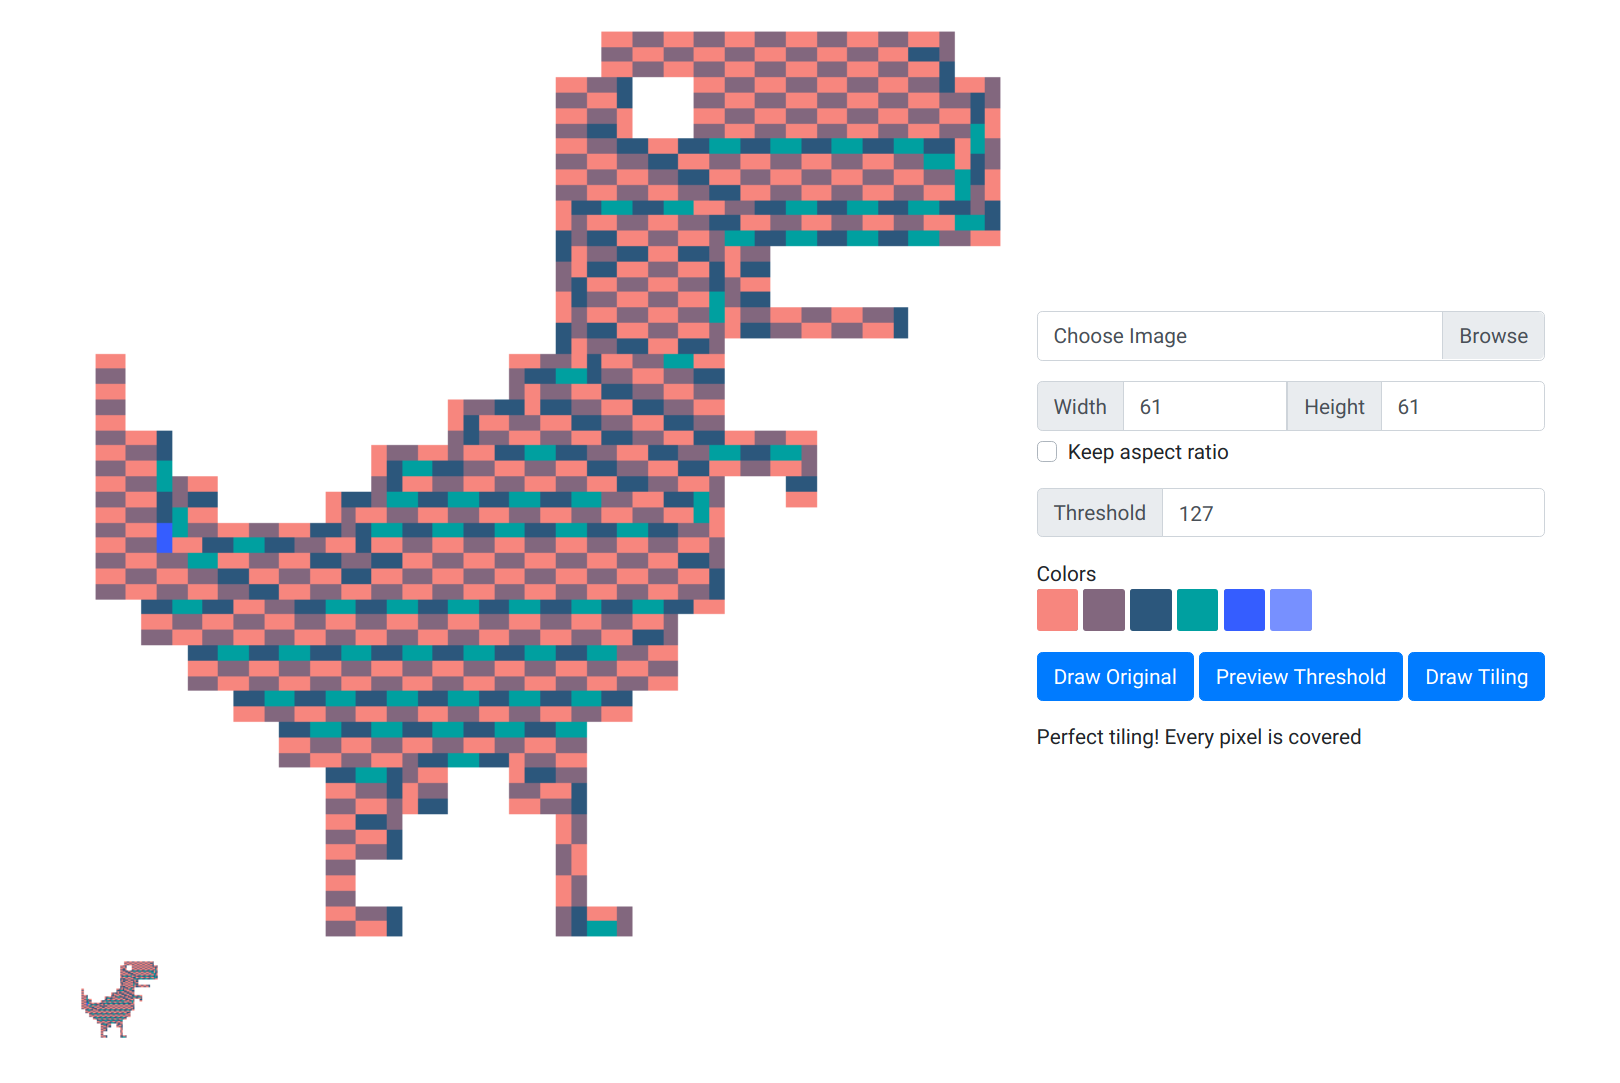 Choose Image Browse
Width 61 Height 61
Keep aspect ratio
Threshold 127
Colors
Draw Original Preview Threshold Draw Tiling
Perfect tiling! Every pixel is covered